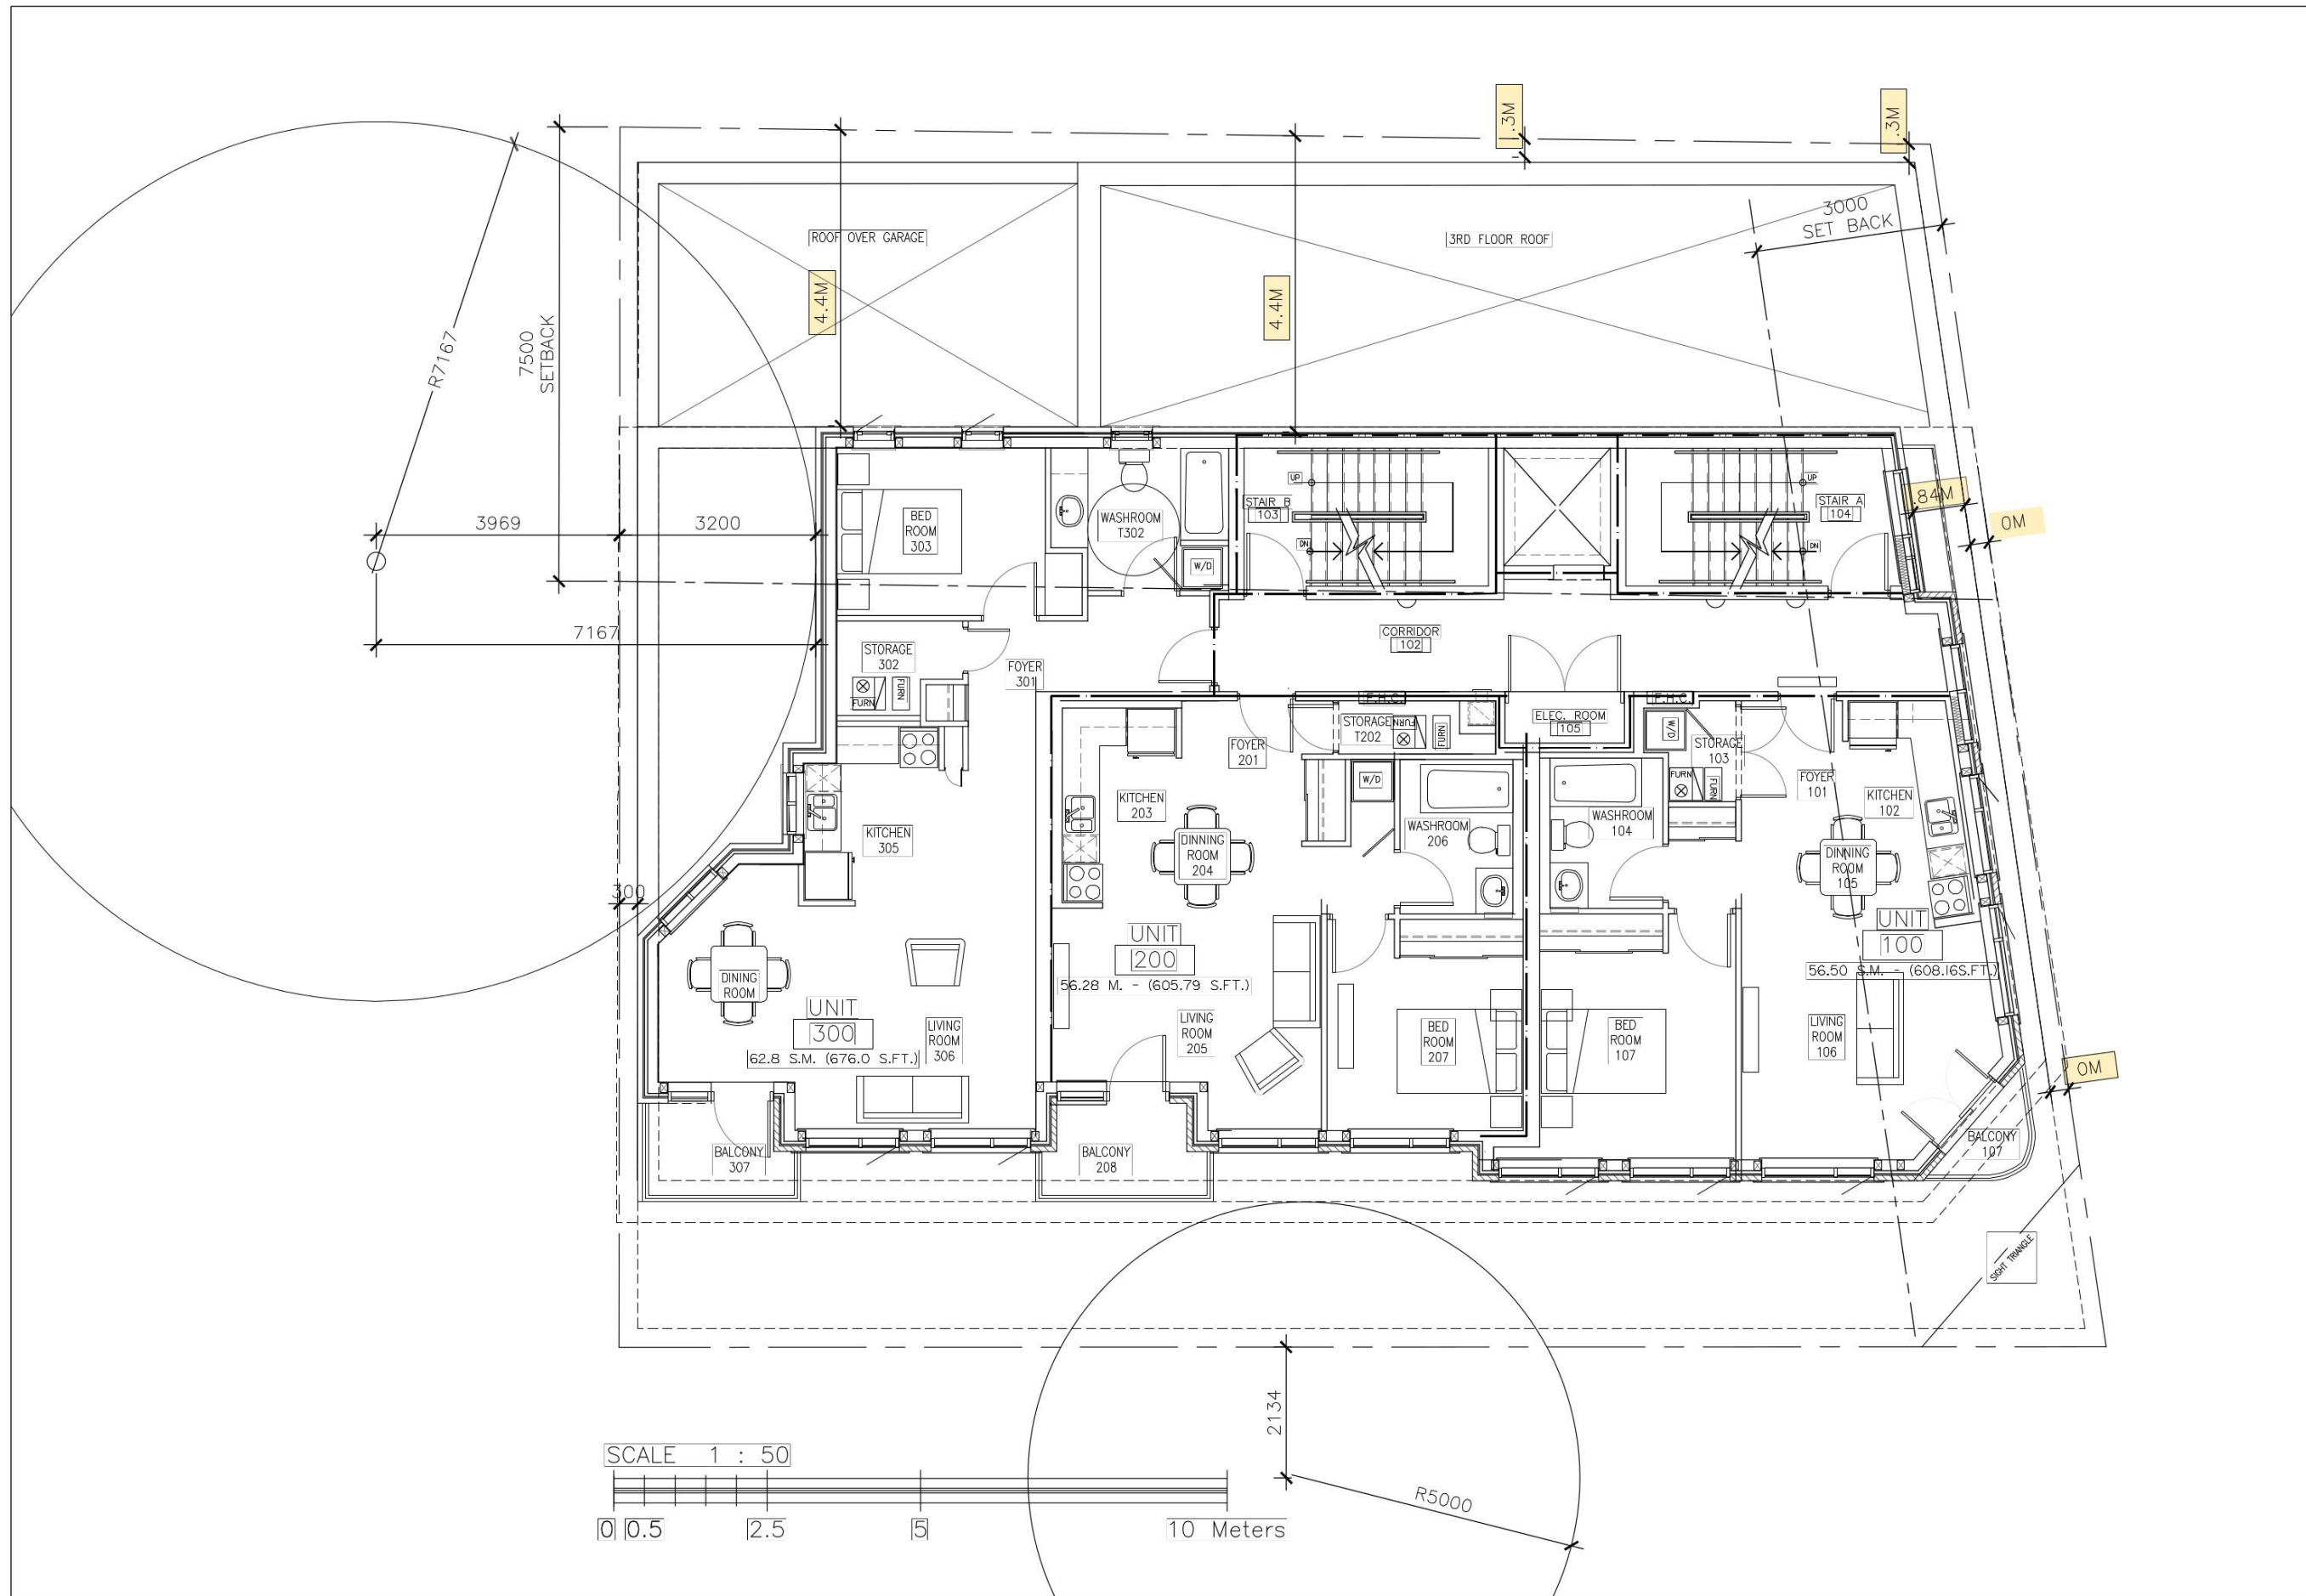 .3M
.3M
3000
SET BACK
ROOF OVER GARAGE
3RD FLOOR ROOF
4.4M
4.4M
R7167
7500
SETBACK
3969
3200
7167
300
.84M
0M
0M
BED
ROOM
303
WASHROOM
T302
W/D
UP
STAIR B
103
DN
UP
STAIR A
104
DN
CORRIDOR
102
STORAGE
302
FURN
FURN
FOYER
301
F.H.C.
F.H.C.
ELEC. ROOM
105
STORAGE
T202
FURN
FURN
FOYER
201
W/D
W/D
STORAGE
103
FURN
FURN
FOYER
101
KITCHEN
102
KITCHEN
203
KITCHEN
305
DINNING
ROOM
204
WASHROOM
206
WASHROOM
104
DINNING
ROOM
105
UNIT
100
56.50 S.M. - (608.16S.FT.)
UNIT
200
56.28 M. - (605.79 S.FT.)
DINING
ROOM
UNIT
300
62.8 S.M. (676.0 S.FT.)
LIVING
ROOM
306
LIVING
ROOM
205
BED
ROOM
207
BED
ROOM
107
LIVING
ROOM
106
BALCONY
307
BALCONY
208
BALCONY
107
SIGHT TRIANGLE
2134
R5000
SCALE 1 : 50
0 0.5 2.5 5 10 Meters